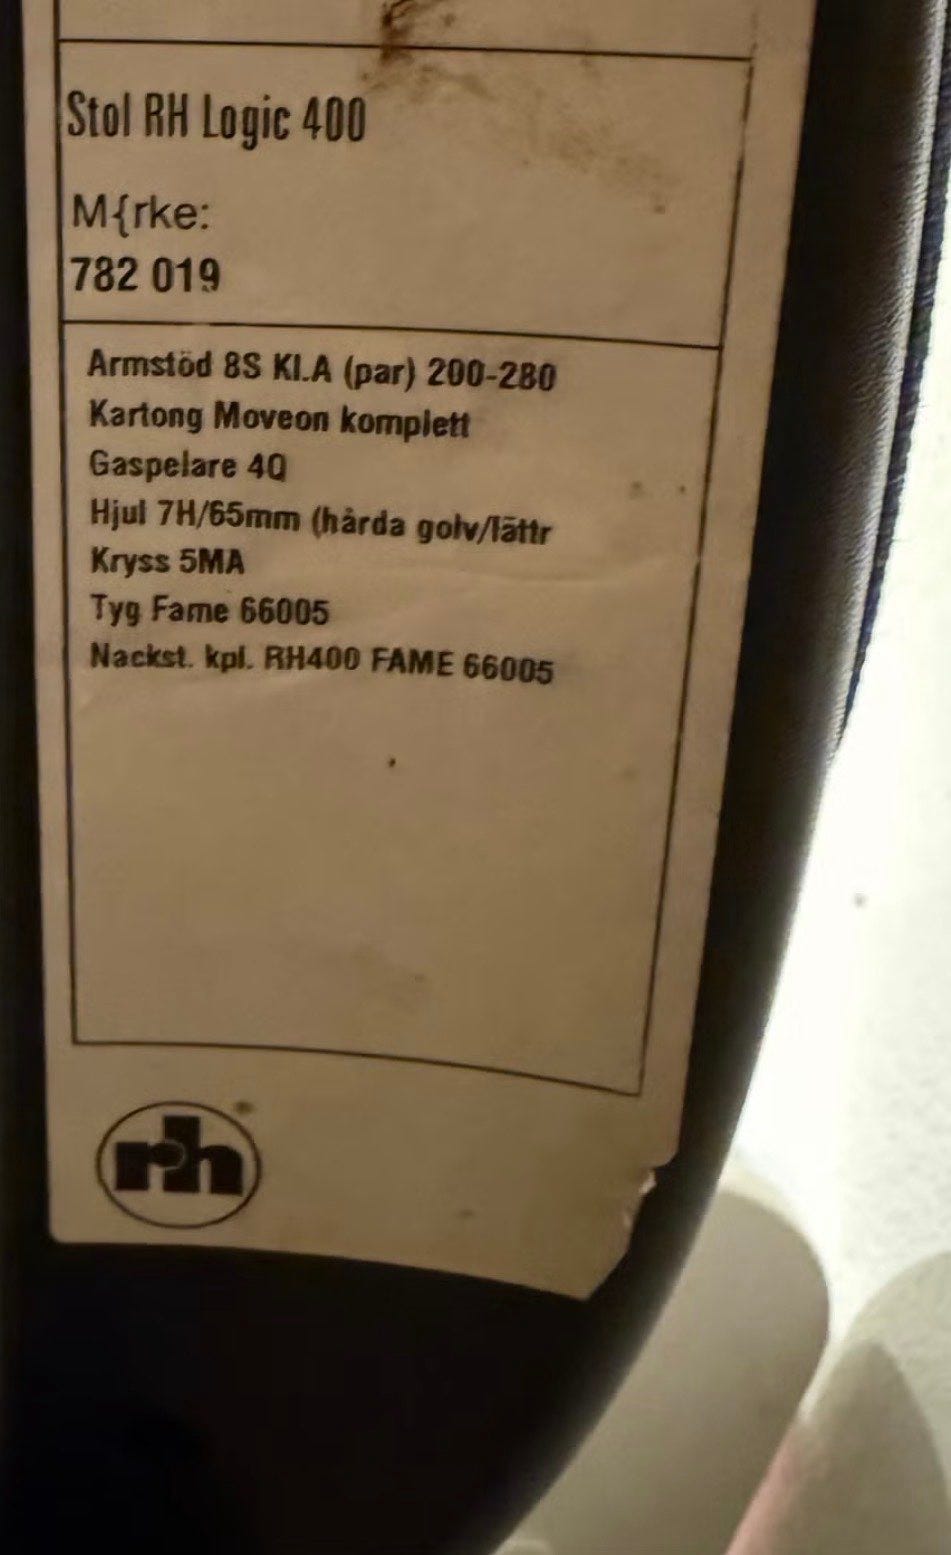 Stol RH Logic 400
M{rke:
782 019
Armstöd 8S Kl.A (par) 200-280
Kartong Moveon komplett
Gaspelare 4Q
Hjul 7H/65mm (hårda golv/lättr
Kryss 5MA
Tyg Fame 66005
Nackst. kpl. RH400 FAME 66005
rh